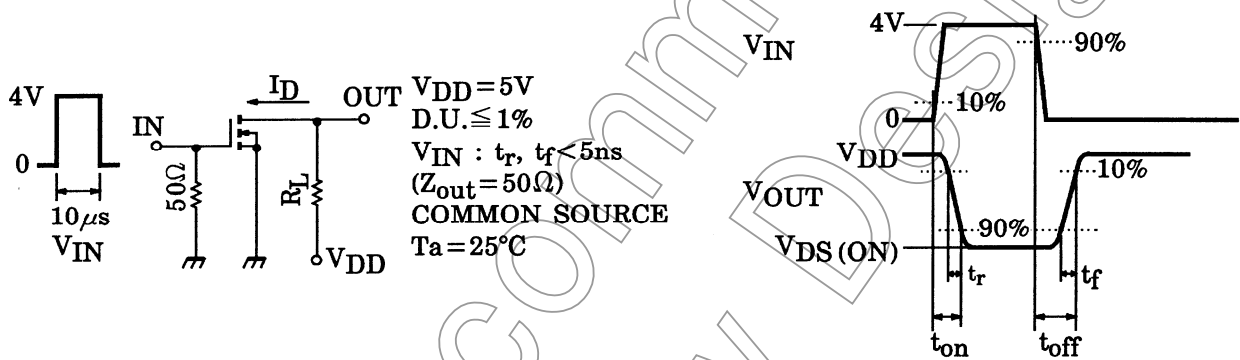 4V
0
10μs
VIN
IN
50Ω
ID
OUT
RL
VDD
VDD=5V
D.U.≦1%
VIN : tr, tf<5ns
(Zout=50Ω)
COMMON SOURCE
Ta=25°C
VIN
4V
90%
10%
0
VDD
10%
VOUT
90%
VDS (ON)
tr
tf
ton
toff